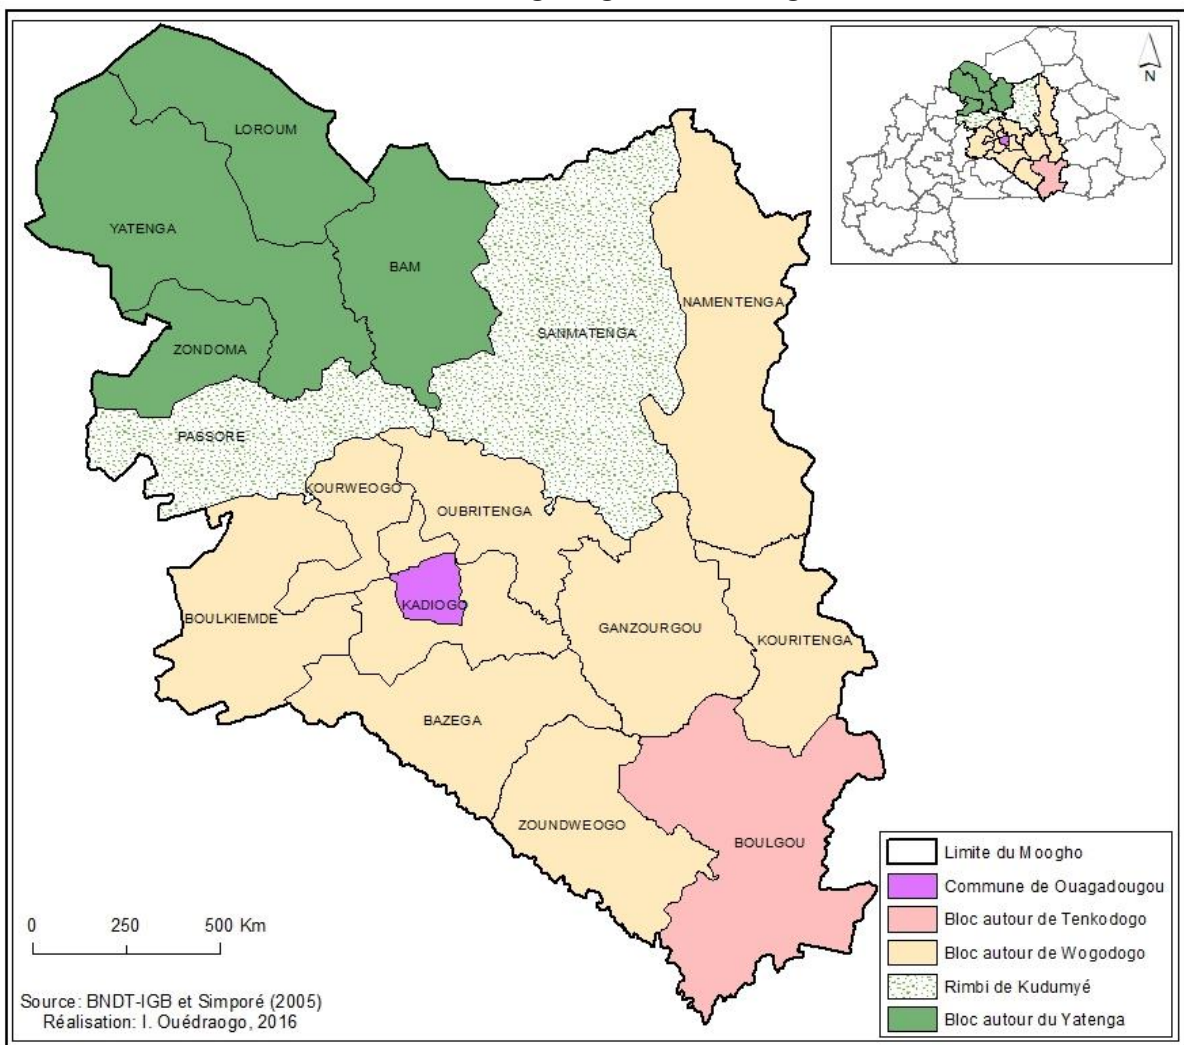 N
LOROUM
YATENGA
BAM
NAMENTENGA
SANMATENGA
ZONDOMA
PASSORE
KOURWEOGO
OUBRITENGA
KADIOGO
BOULKIEMDE
GANZOURGOU
KOURITENGA
BAZEGA
ZOUNDWEOGO
BOULGOU
0 250 500 Km
Source: BNDT-IGB et Simporé (2005)
Réalisation: I. Ouédraogo, 2016
Limite du Moogho
Commune de Ouagadougou
Bloc autour de Tenkodogo
Bloc autour de Wogodogo
Rimbi de Kudumyé
Bloc autour du Yatenga